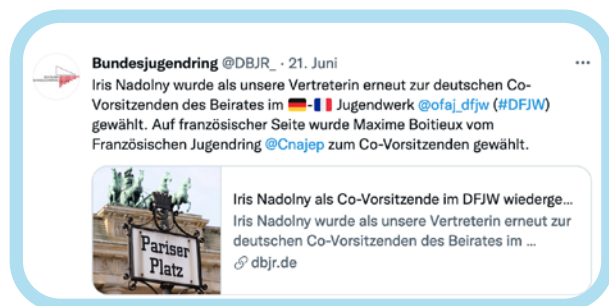 Bundesjugendring @DBJR_ · 21. Juni
Iris Nadolny wurde als unsere Vertreterin erneut zur deutschen Co-
Vorsitzenden des Beirates im 🇩🇪-🇫🇷 Jugendwerk @ofaj_dfjw (#DFJW)
gewählt. Auf französischer Seite wurde Maxime Boitieux vom
Französischen Jugendring @Cnajep zum Co-Vorsitzenden gewählt.
Pariser
Platz
Iris Nadolny als Co-Vorsitzende im DFJW wiederge...
Iris Nadolny wurde als unsere Vertreterin erneut zur
deutschen Co-Vorsitzenden des Beirates im ...
dbjr.de